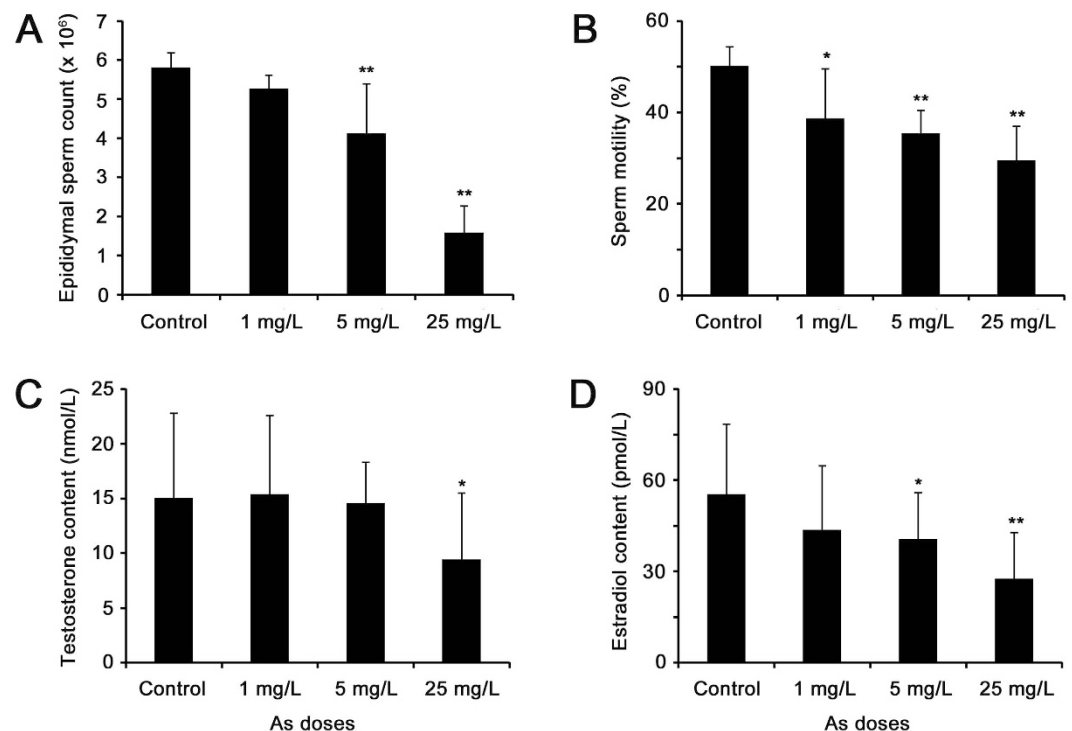 A
Epididymal sperm count (x 10⁶)
7
6
5
4
3
2
1
0
**
**
Control
1 mg/L
5 mg/L
25 mg/L
B
Sperm motility (%)
60
40
20
0
*
**
**
Control
1 mg/L
5 mg/L
25 mg/L
C
Testosterone content (nmol/L)
25
20
15
10
5
0
*
Control
1 mg/L
5 mg/L
25 mg/L
As doses
D
Estradiol content (pmol/L)
90
60
30
0
*
**
Control
1 mg/L
5 mg/L
25 mg/L
As doses